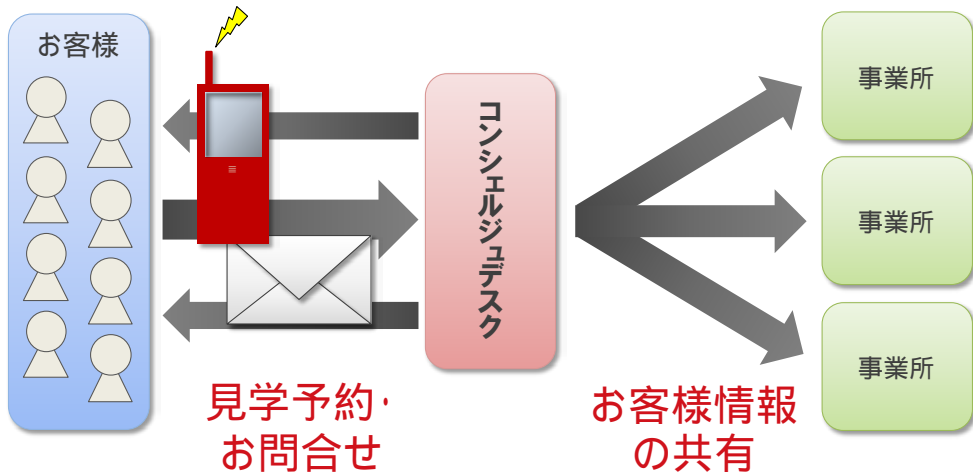 お客様
コンシェルジュデスク
事業所
事業所
事業所
見学予約・
お問合せ
お客様情報
の共有